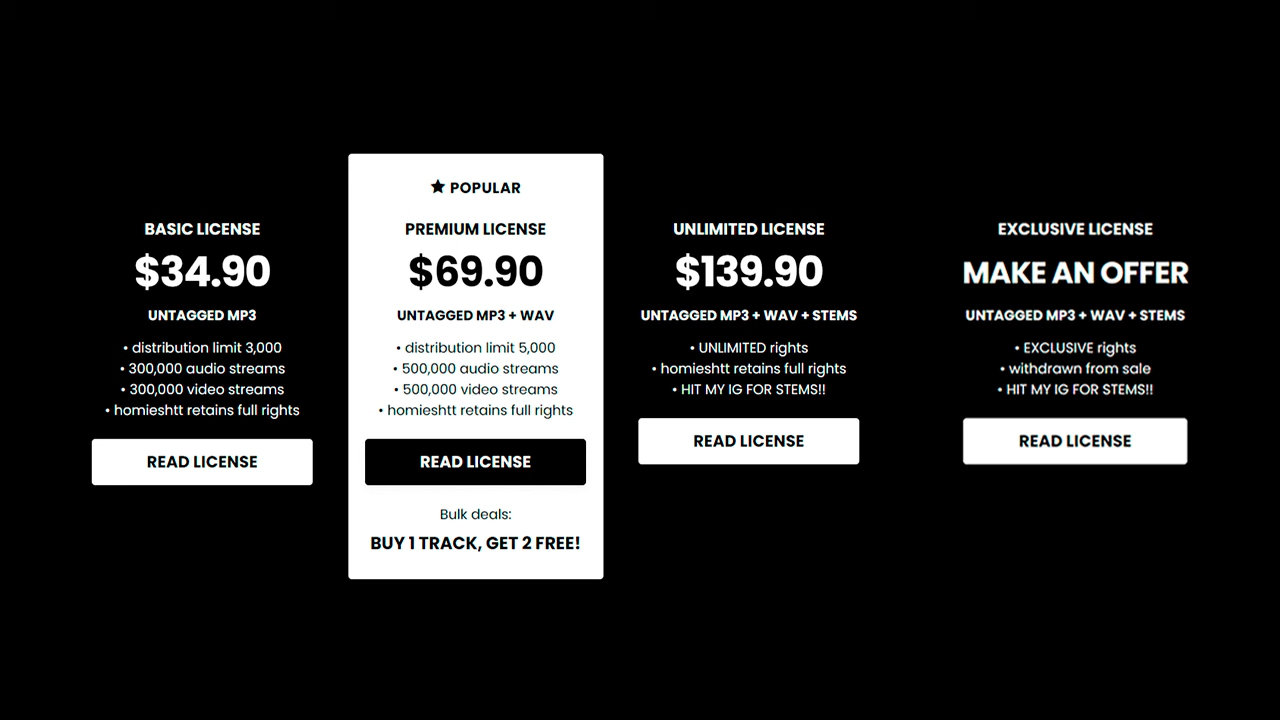 BASIC LICENSE
$34.90
UNTAGGED MP3
• distribution limit 3,000
• 300,000 audio streams
• 300,000 video streams
• homieshtt retains full rights
READ LICENSE
POPULAR
PREMIUM LICENSE
$69.90
UNTAGGED MP3 + WAV
• distribution limit 5,000
• 500,000 audio streams
• 500,000 video streams
• homieshtt retains full rights
READ LICENSE
Bulk deals:
BUY 1 TRACK, GET 2 FREE!
UNLIMITED LICENSE
$139.90
UNTAGGED MP3 + WAV + STEMS
• UNLIMITED rights
• homieshtt retains full rights
• HIT MY IG FOR STEMS!!
READ LICENSE
EXCLUSIVE LICENSE
MAKE AN OFFER
UNTAGGED MP3 + WAV + STEMS
• EXCLUSIVE rights
• withdrawn from sale
• HIT MY IG FOR STEMS!!
READ LICENSE